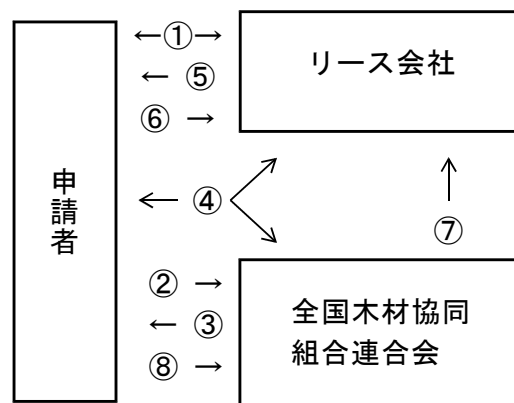 ←①→
← ⑤
⑥ →
リース会社
申請者
← ④
⑦
② →
← ③
⑧ →
全国木材協同
組合連合会